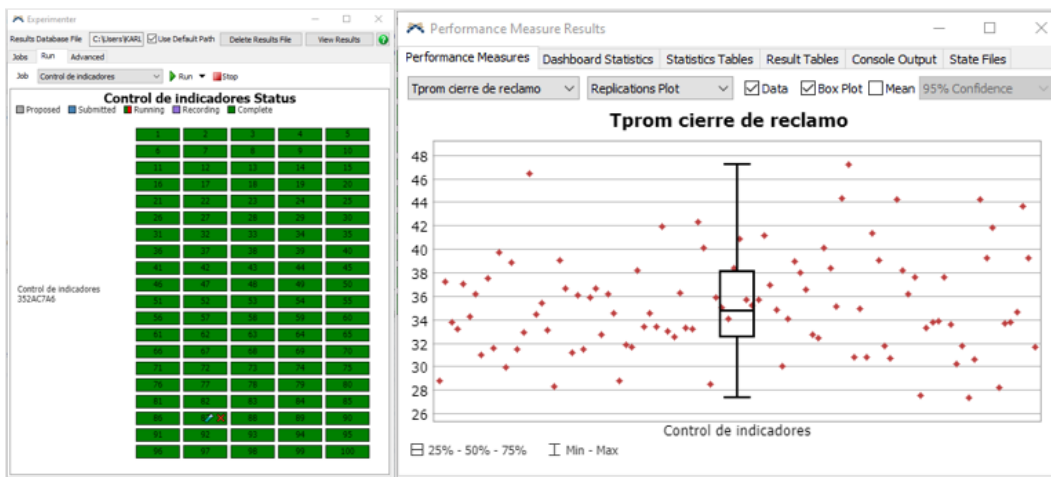 Experimenter
Results Database File C:\Users\KARL Use Default Path Delete Results File View Results
Jobs Run Advanced
Job Control de indicadores Run Stop
Control de indicadores Status
Proposed Submitted Running Recording Complete
1 2 3 4 5
6 7 8 9 10
11 12 13 14 15
16 17 18 19 20
21 22 23 24 25
26 27 28 29 30
31 32 33 34 35
36 37 38 39 40
41 42 43 44 45
46 47 48 49 50
51 52 53 54 55
56 57 58 59 60
61 62 63 64 65
66 67 68 69 70
71 72 73 74 75
76 77 78 79 80
81 82 83 84 85
86 88 89 90
91 92 93 94 95
96 97 98 99 100
Control de indicadores
352AC7A6
Performance Measure Results
Performance Measures Dashboard Statistics Statistics Tables Result Tables Console Output State Files
Tprom cierre de reclamo Replications Plot Data Box Plot Mean 95% Confidence
Tprom cierre de reclamo
48
46
44
42
40
38
36
34
32
30
28
26
Control de indicadores
25% - 50% - 75% Min - Max